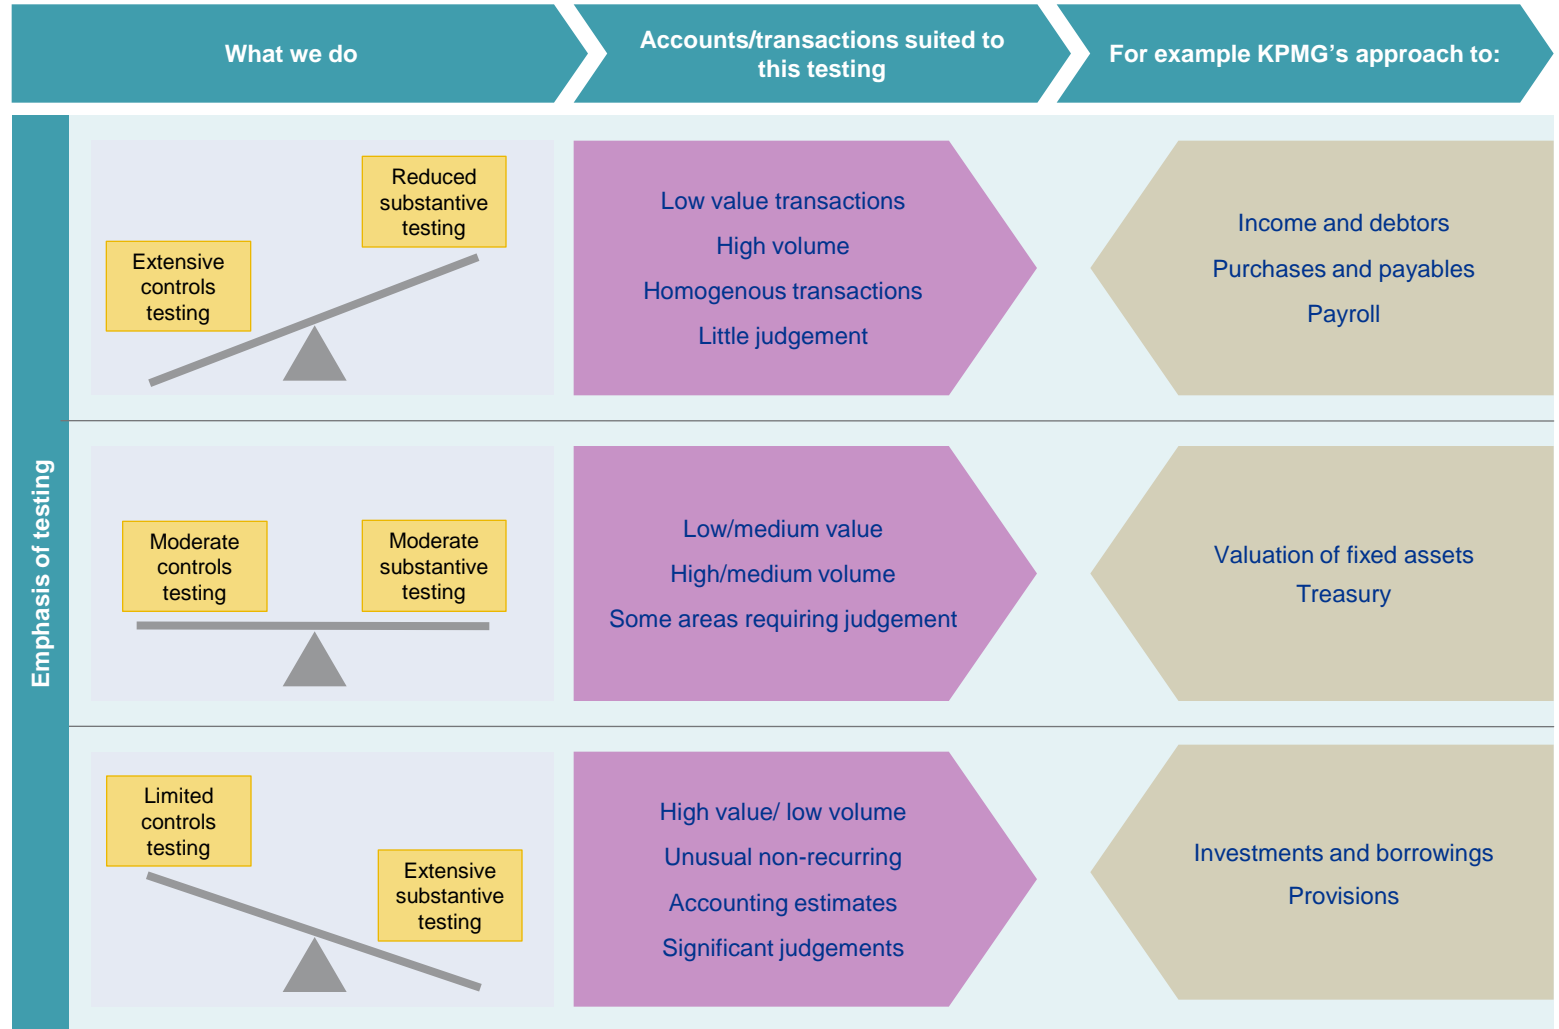 What we do
Accounts/transactions suited to
this testing
For example KPMG's approach to:
Emphasis of testing
Extensive
controls
testing
Reduced
substantive
testing
Low value transactions
High volume
Homogenous transactions
Little judgement
Income and debtors
Purchases and payables
Payroll
Moderate
controls
testing
Moderate
substantive
testing
Low/medium value
High/medium volume
Some areas requiring judgement
Valuation of fixed assets
Treasury
Limited
controls
testing
Extensive
substantive
testing
High value/ low volume
Unusual non-recurring
Accounting estimates
Significant judgements
Investments and borrowings
Provisions